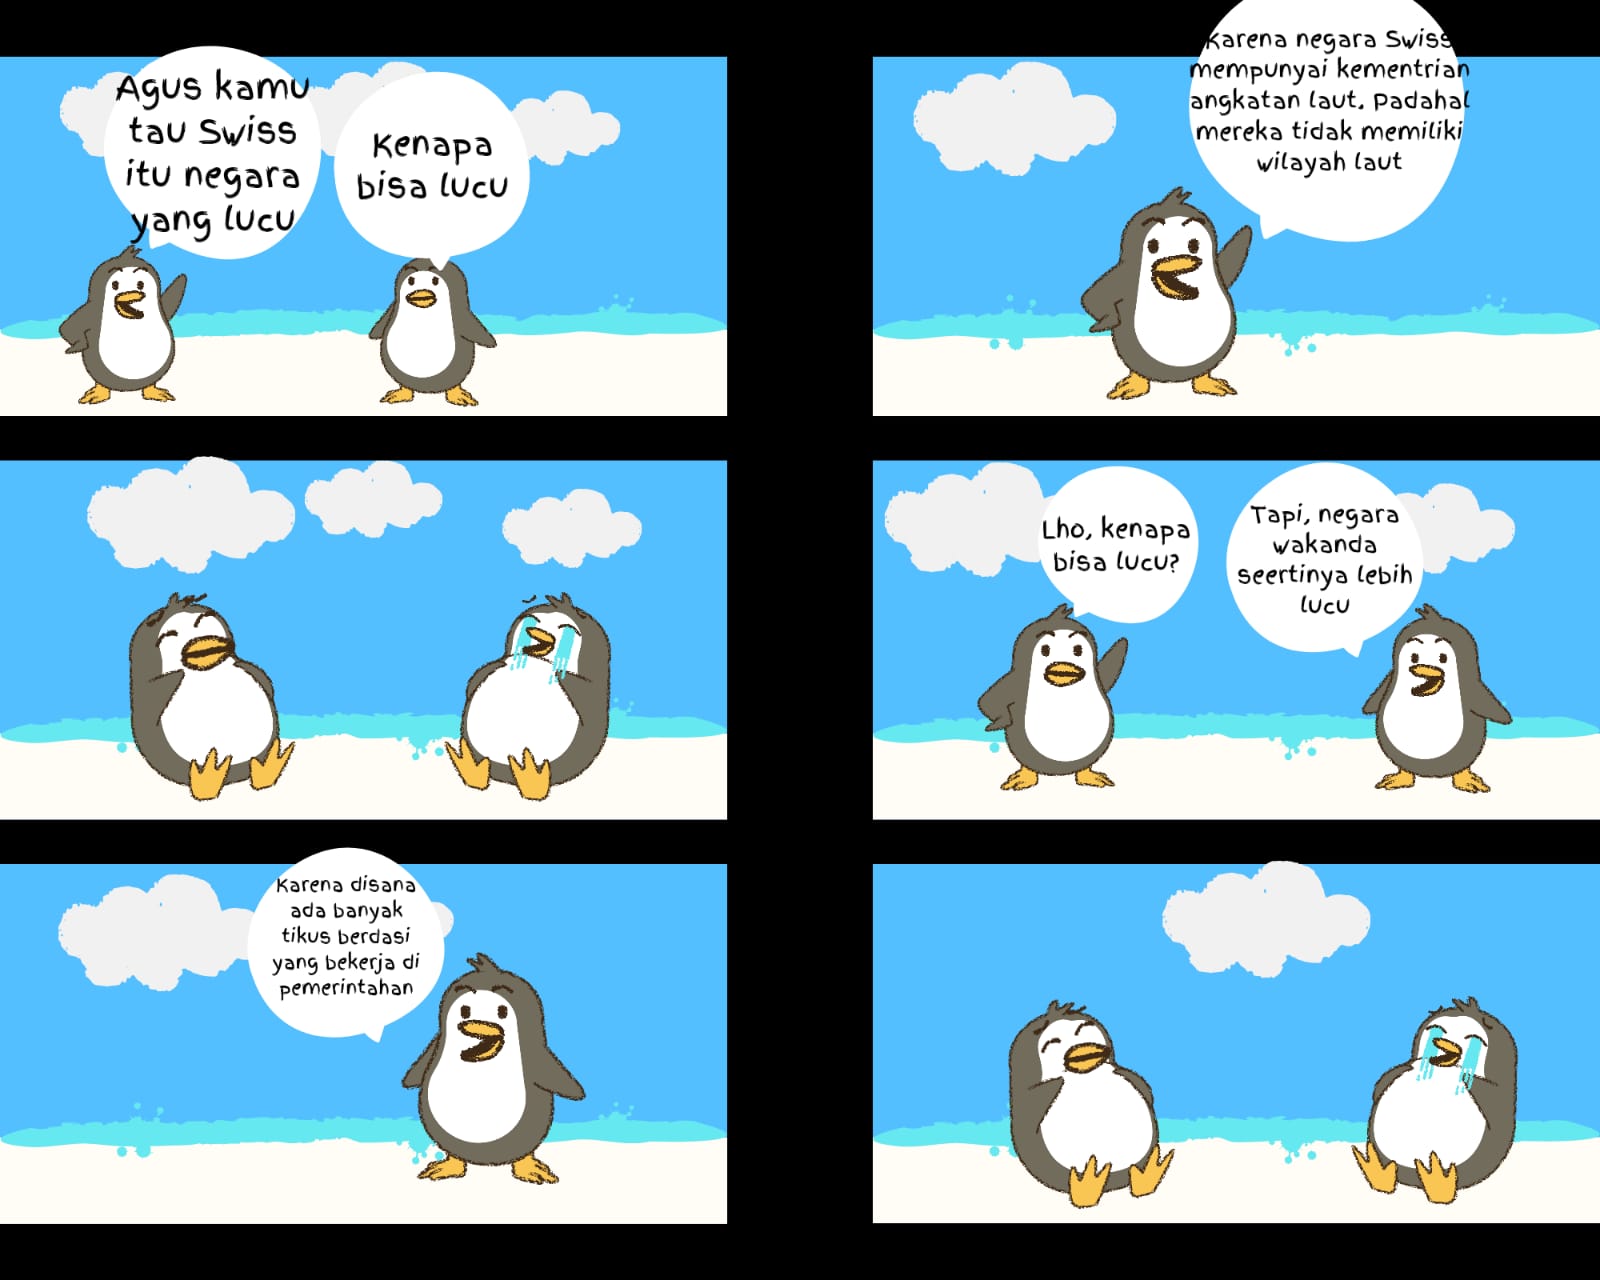 Agus kamu
tau Swiss
itu negara
yang lucu
Kenapa
bisa lucu
Karena negara Swiss
mempunyai kementrian
angkatan laut. Padahal
mereka tidak memiliki
wilayah laut
Lho, kenapa
bisa lucu?
Tapi, negara
wakanda
seertinya lebih
lucu
Karena disana
ada banyak
tikus berdasi
yang bekerja di
pemerintahan